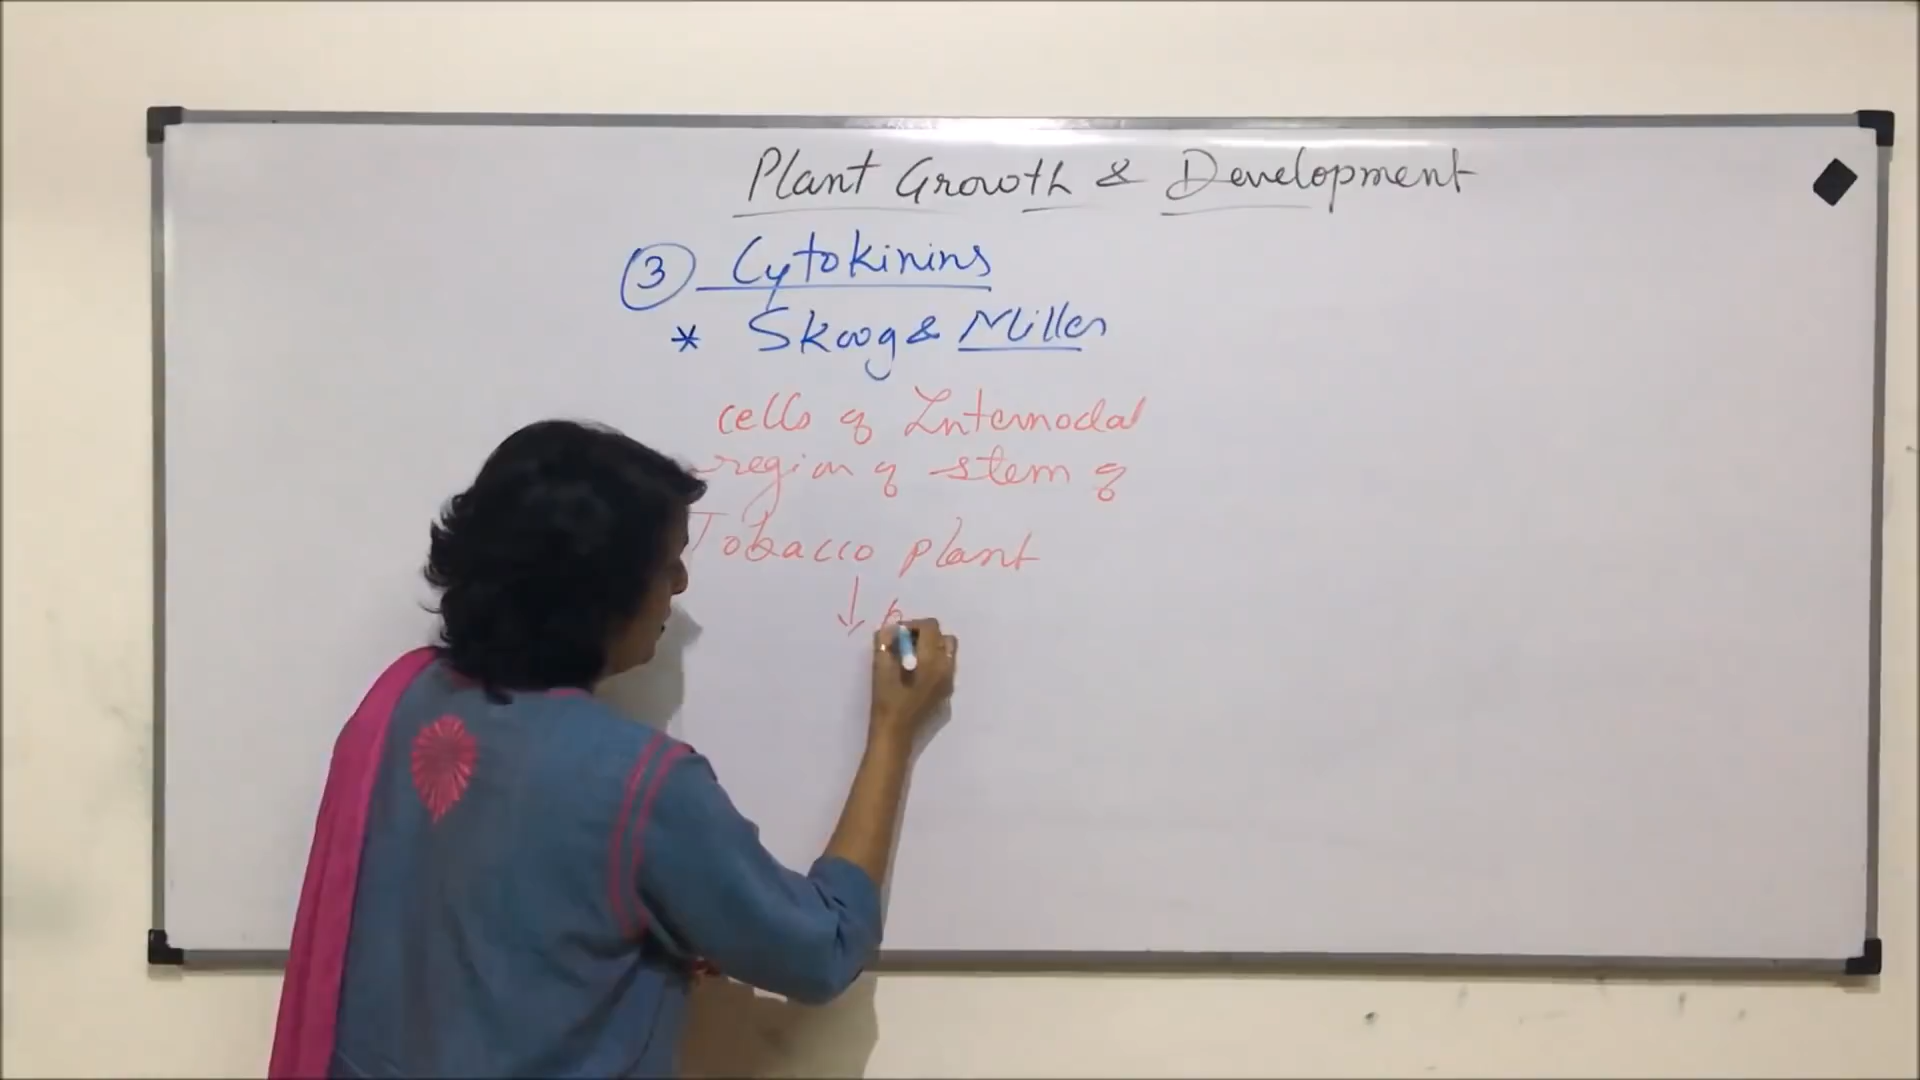 Plant Growth & Development
③ Cytokinins
* Skoog & Miller
cells of Internodal
region of stem of
Tobacco plant
↓